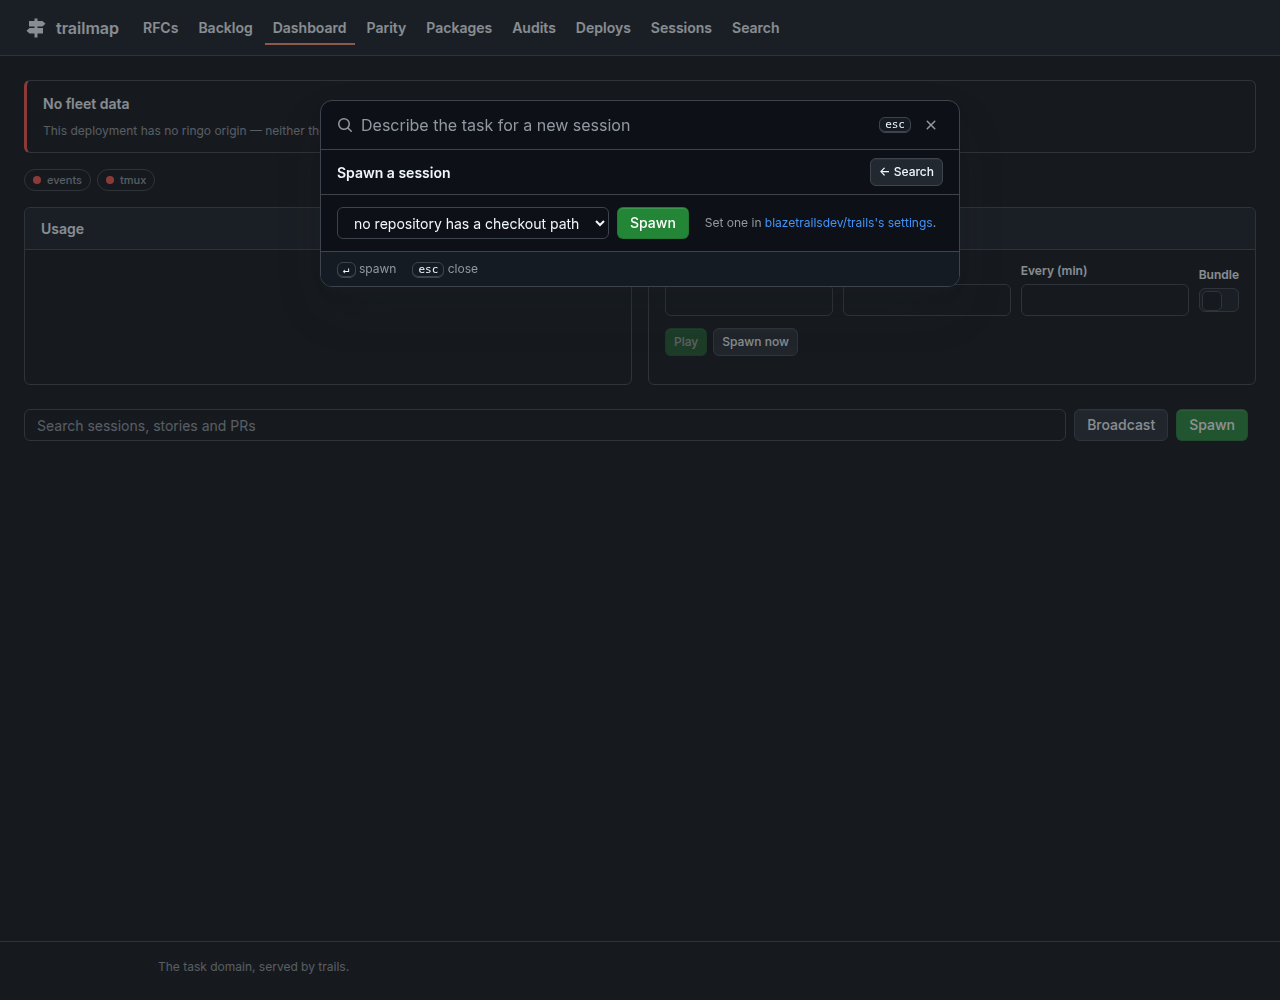 trailmap RFCs Backlog Dashboard Parity Packages Audits Deploys Sessions Search
No fleet data
This deployment has no ringo origin — neither th
Describe the task for a new session esc
Spawn a session ← Search
no repository has a checkout path Spawn Set one in blazetrailsdev/trails's settings.
↵ spawn esc close
events tmux
Usage
Every (min) Bundle
Play Spawn now
Search sessions, stories and PRs Broadcast Spawn
The task domain, served by trails.